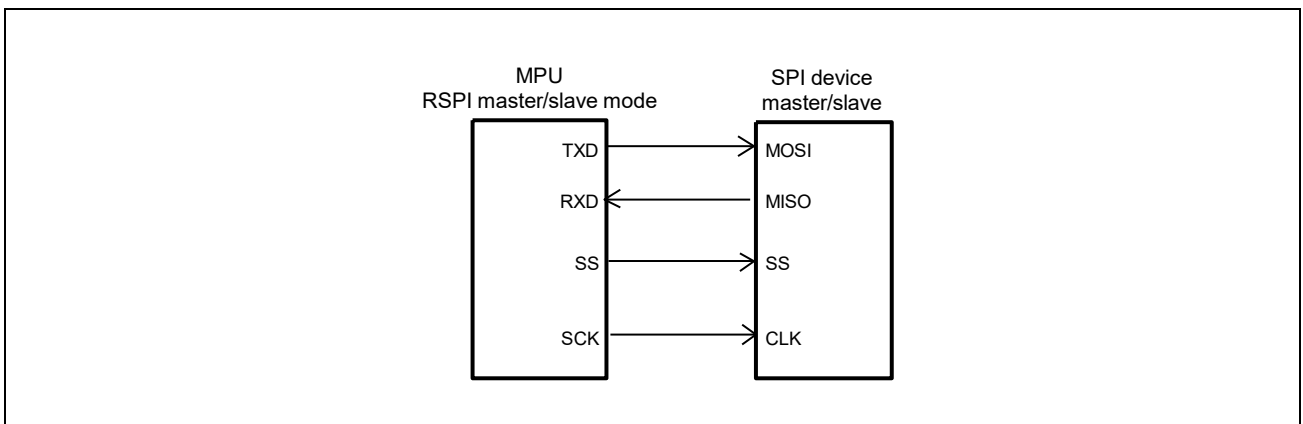 MPU
RSPI master/slave mode
SPI device
master/slave
TXD
MOSI
RXD
MISO
SS
SS
SCK
CLK